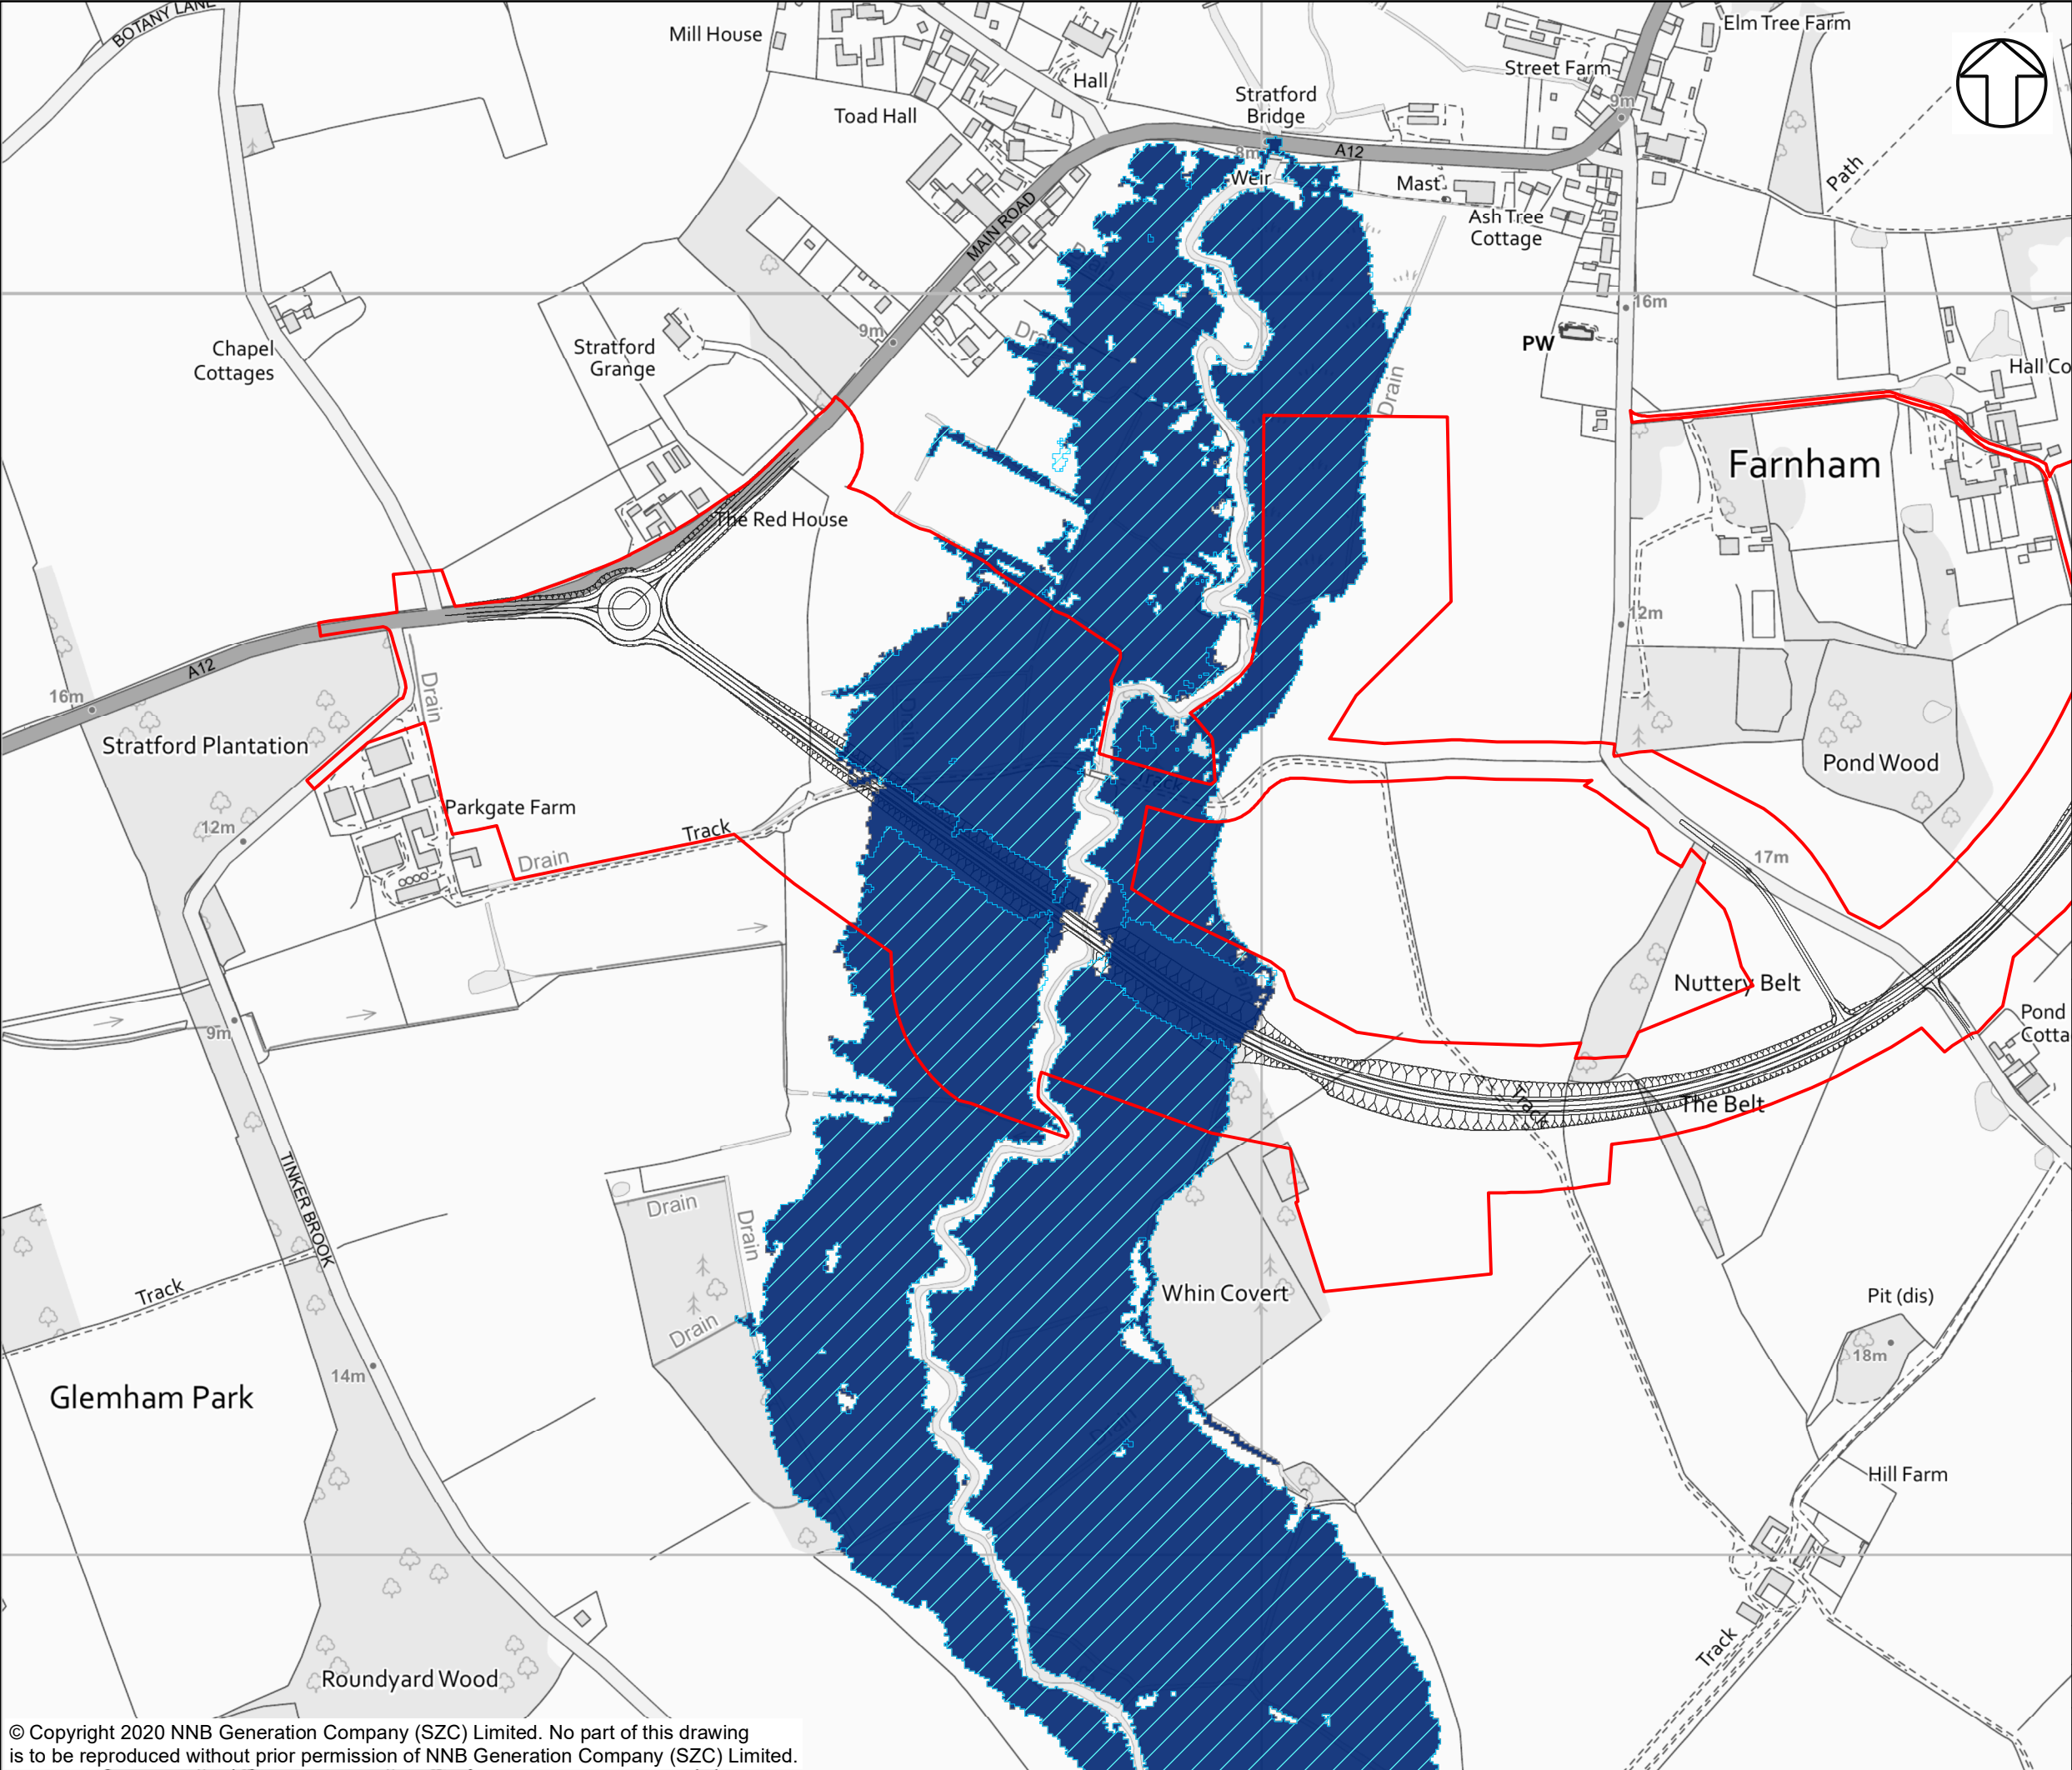 BOTANY LANE
Mill House
Elm Tree Farm
Hall
Street Farm
Stratford
Bridge
9m
Toad Hall
8m
A12
Weir
Mast
Path
Ash Tree
Cottage
MAIN ROAD
16m
9m
PW
Chapel
Cottages
Stratford
Grange
Hall Co
Drain
Farnham
The Red House
12m
A12
16m
Drain
Drain
Stratford Plantation
Pond Wood
Track
Parkgate Farm
12m
Track
Drain
17m
Nuttery Belt
9m
Pond
Cotta
Track
The Belt
TINKER BROOK
Drain
Drain
Track
Whin Covert
Pit (dis)
Drain
18m
14m
Glemham Park
Drain
Hill Farm
Track
Roundyard Wood
© Copyright 2020 NNB Generation Company (SZC) Limited. No part of this drawing
is to be reproduced without prior permission of NNB Generation Company (SZC) Limited.